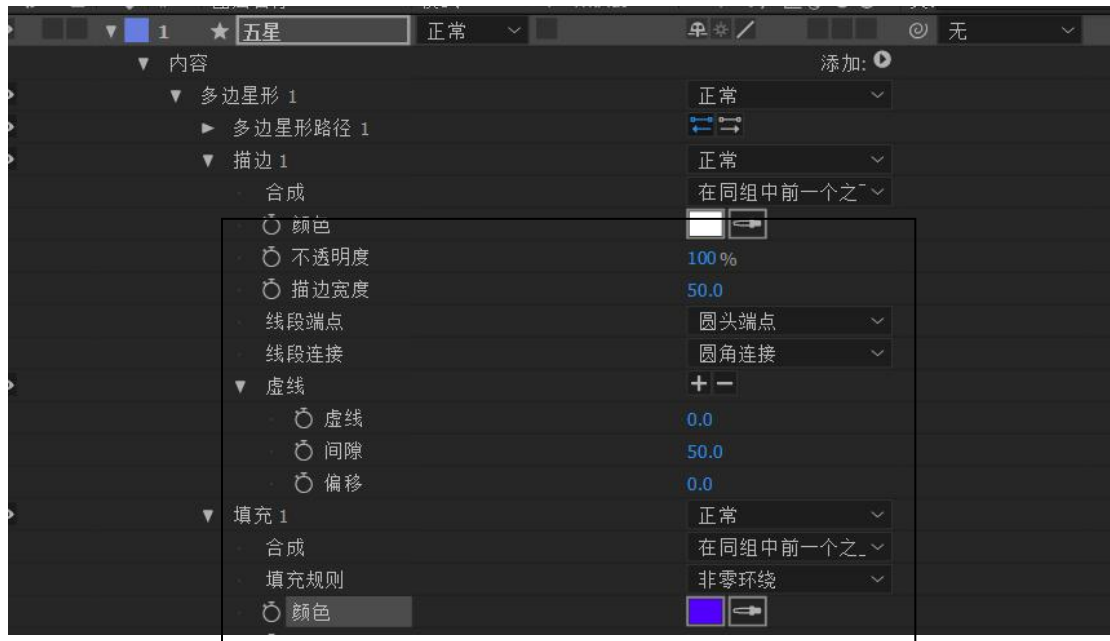 1 五星 正常 无
内容 添加:
多边星形 1 正常
多边星形路径 1
描边 1 正常
合成 在同组中前一个之
颜色
不透明度 100 %
描边宽度 50.0
线段端点 圆头端点
线段连接 圆角连接
虚线
虚线 0.0
间隙 50.0
偏移 0.0
填充 1 正常
合成 在同组中前一个之
填充规则 非零环绕
颜色